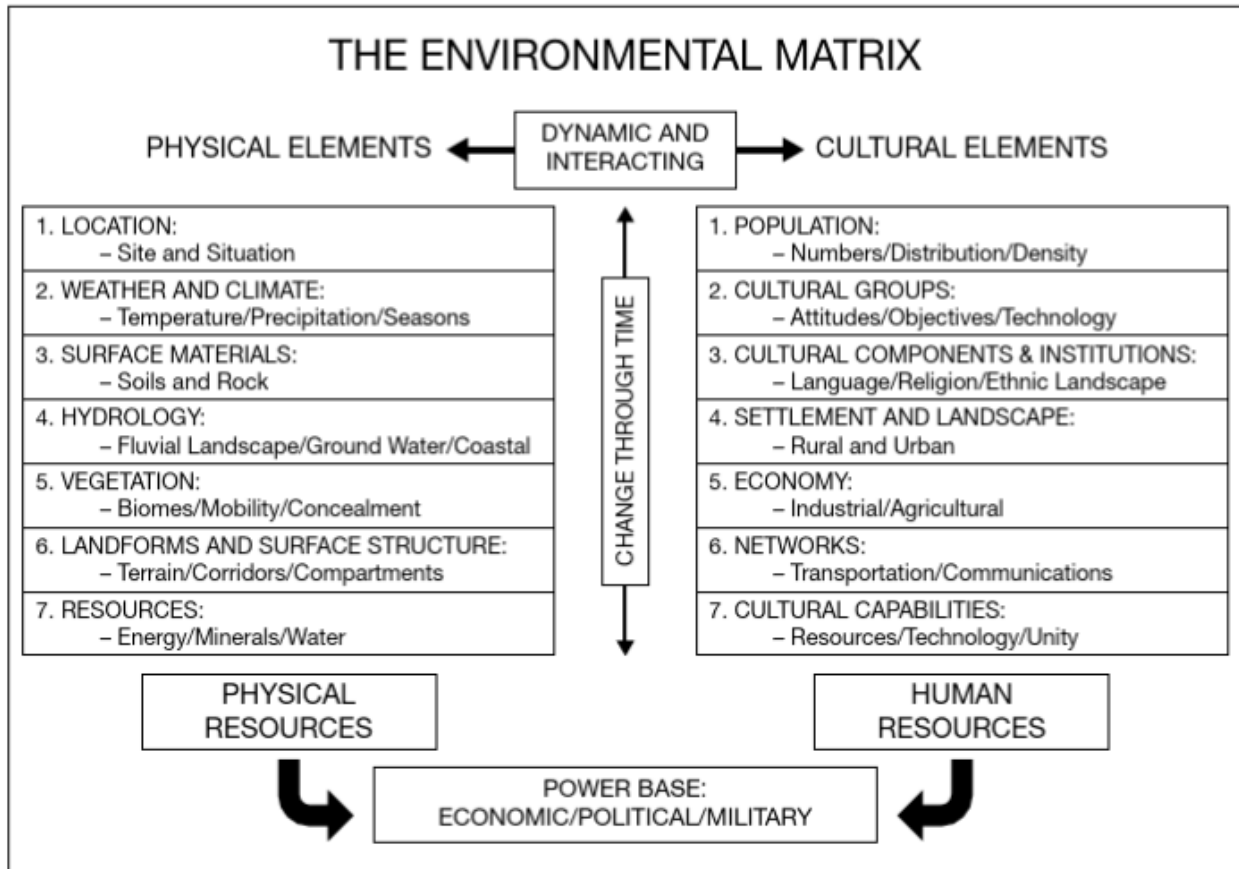 THE ENVIRONMENTAL MATRIX
PHYSICAL ELEMENTS
DYNAMIC AND
INTERACTING
CULTURAL ELEMENTS
1. LOCATION:
– Site and Situation
2. WEATHER AND CLIMATE:
– Temperature/Precipitation/Seasons
3. SURFACE MATERIALS:
– Soils and Rock
4. HYDROLOGY:
– Fluvial Landscape/Ground Water/Coastal
5. VEGETATION:
– Biomes/Mobility/Concealment
6. LANDFORMS AND SURFACE STRUCTURE:
– Terrain/Corridors/Compartments
7. RESOURCES:
– Energy/Minerals/Water
CHANGE THROUGH TIME
1. POPULATION:
– Numbers/Distribution/Density
2. CULTURAL GROUPS:
– Attitudes/Objectives/Technology
3. CULTURAL COMPONENTS & INSTITUTIONS:
– Language/Religion/Ethnic Landscape
4. SETTLEMENT AND LANDSCAPE:
– Rural and Urban
5. ECONOMY:
– Industrial/Agricultural
6. NETWORKS:
– Transportation/Communications
7. CULTURAL CAPABILITIES:
– Resources/Technology/Unity
PHYSICAL
RESOURCES
HUMAN
RESOURCES
POWER BASE:
ECONOMIC/POLITICAL/MILITARY